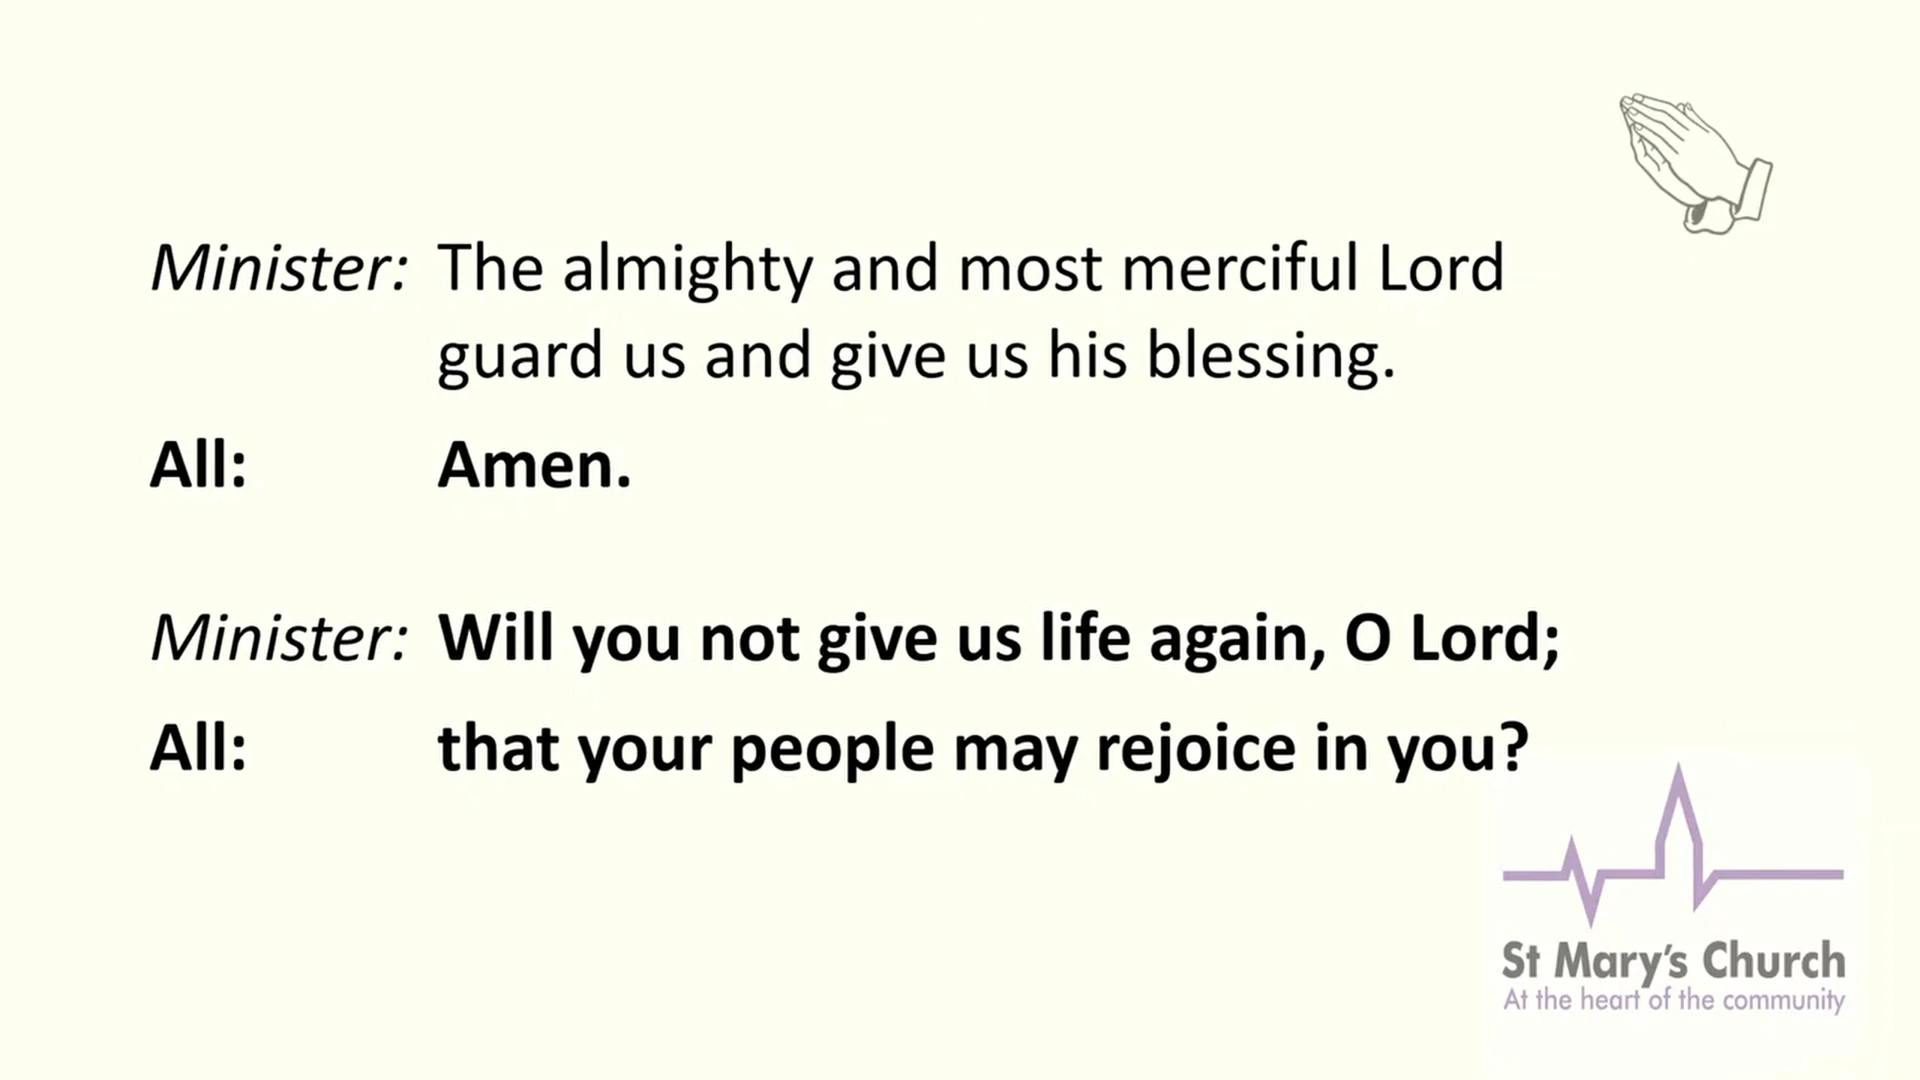 Minister: The almighty and most merciful Lord
guard us and give us his blessing.
All: Amen.
Minister: Will you not give us life again, O Lord;
All: that your people may rejoice in you?
St Mary's Church
At the heart of the community